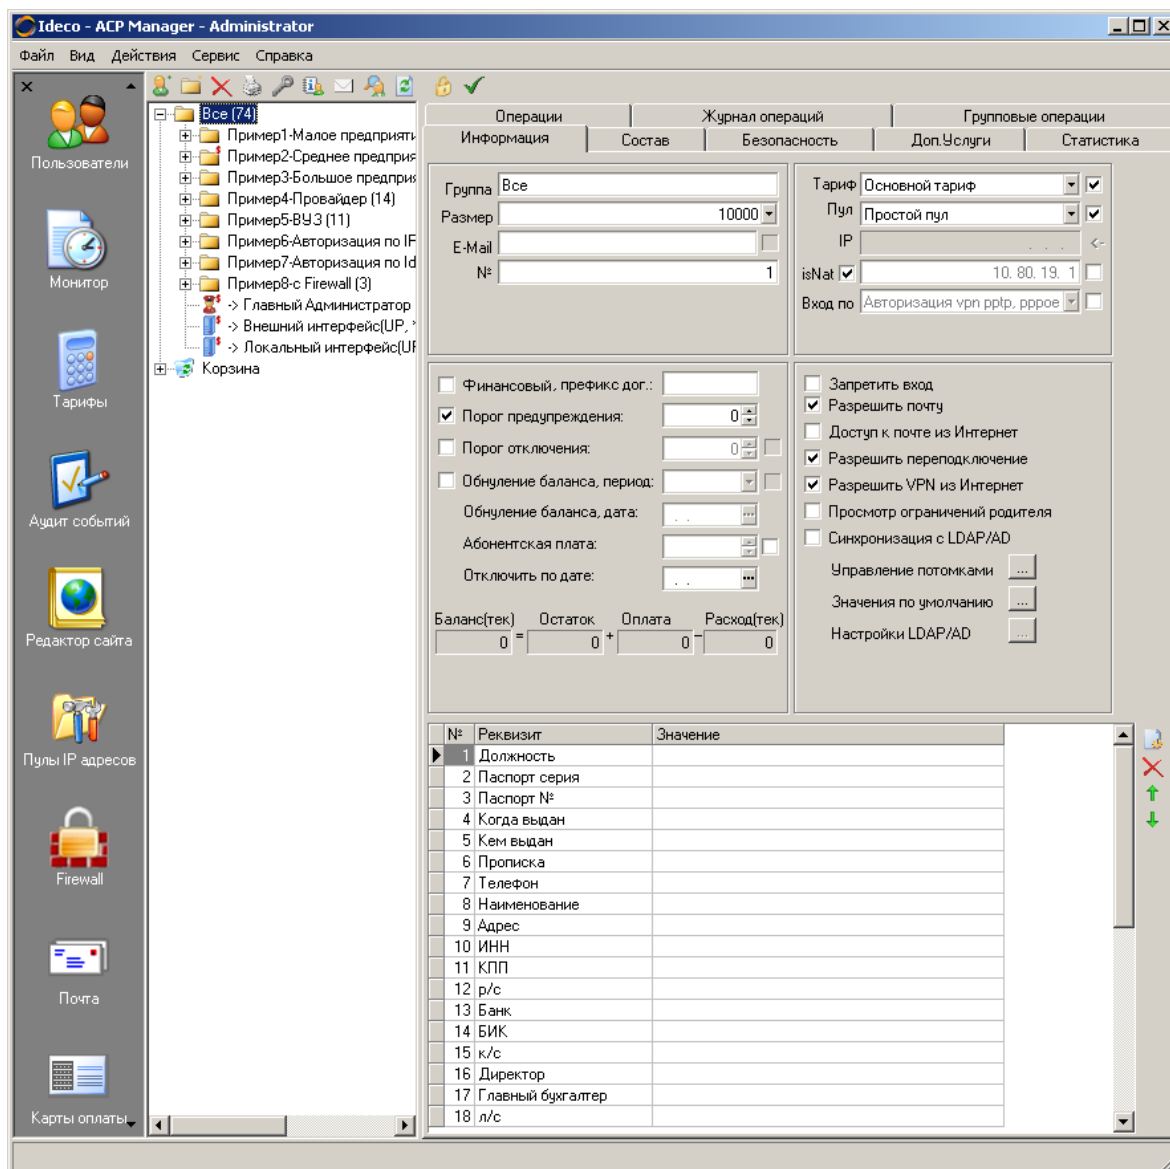 Ideco - ACP Manager - Administrator
Файл Вид Действия Сервис Справка
Пользователи
Монитор
Тарифы
Аудит событий
Редактор сайта
Пулы IP адресов
Firewall
Почта
Карты оплаты
Все (74)
Пример1-Малое предприяти
Пример2-Среднее предприя
Пример3-Большое предприя
Пример4-Провайдер (14)
Пример5-ВУЗ (11)
Пример6-Авторизация по IF
Пример7-Авторизация по Id
Пример8-с Firewall (3)
-> Главный Администратор
-> Внешний интерфейс(UP, *
-> Локальный интерфейс(UF
Корзина
Операции Журнал операций Групповые операции
Информация Состав Безопасность Доп.Услуги Статистика
Группа Все
Размер 10000
E-Mail
№ 1
Тариф Основной тариф
Пул Простой пул
IP . . . <-
isNat 10. 80. 19. 1
Вход по Авторизация vpn pptp, pppoe
Финансовый, префикс дог.:
Порог предупреждения: 0
Порог отключения: 0
Обнуление баланса, период:
Обнуление баланса, дата: . . ...
Абонентская плата:
Отключить по дате: . . ...
Баланс(тек) Остаток Оплата Расход(тек)
0 = 0 + 0 - 0
Запретить вход
Разрешить почту
Доступ к почте из Интернет
Разрешить переподключение
Разрешить VPN из Интернет
Просмотр ограничений родителя
Синхронизация с LDAP/AD
Управление потомками ...
Значения по умолчанию ...
Настройки LDAP/AD ...
№ Реквизит Значение
1 Должность
2 Паспорт серия
3 Паспорт №
4 Когда выдан
5 Кем выдан
6 Прописка
7 Телефон
8 Наименование
9 Адрес
10 ИНН
11 КПП
12 р/с
13 Банк
14 БИК
15 к/с
16 Директор
17 Главный бухгалтер
18 л/с